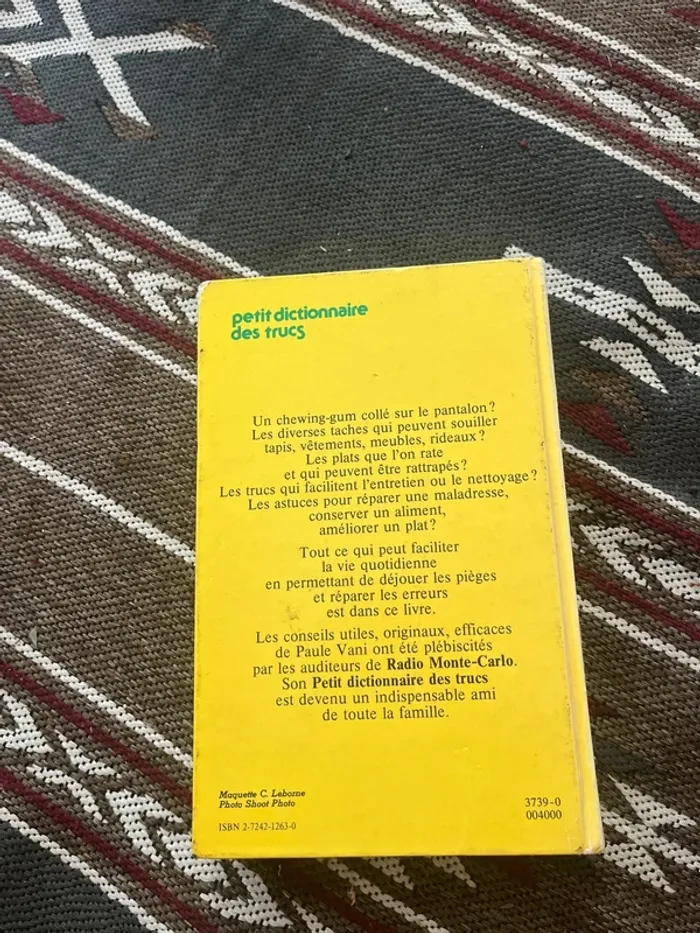 petit dictionnaire
des trucs
Un chewing-gum collé sur le pantalon ?
Les diverses taches qui peuvent souiller
tapis, vêtements, meubles, rideaux ?
Les plats que l'on rate
et qui peuvent être rattrapés ?
Les trucs qui facilitent l'entretien ou le nettoyage ?
Les astuces pour réparer une maladresse,
conserver un aliment,
améliorer un plat ?
Tout ce qui peut faciliter
la vie quotidienne
en permettant de déjouer les pièges
et réparer les erreurs
est dans ce livre.
Les conseils utiles, originaux, efficaces
de Paule Vani ont été plébiscités
par les auditeurs de Radio Monte-Carlo.
Son Petit dictionnaire des trucs
est devenu un indispensable ami
de toute la famille.
Maquette C. Leborne
Photo Shoot Photo
ISBN 2-7242-1263-0
3739-0
004000